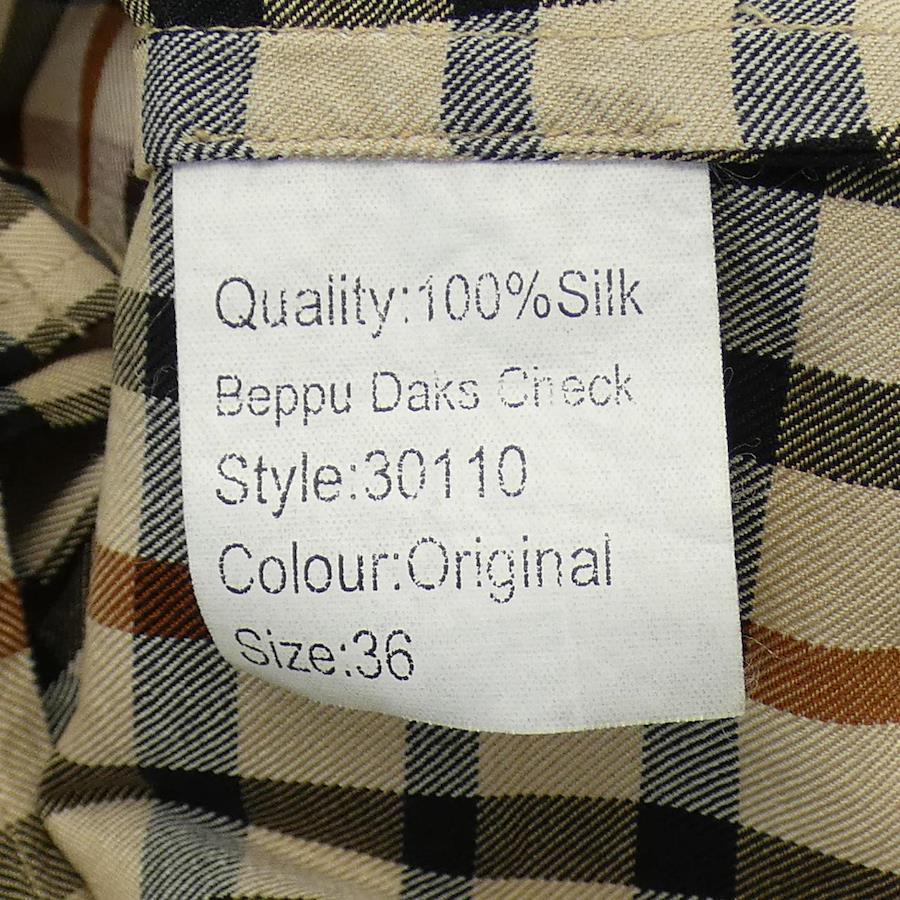 Quality:100%Silk
Beppu Daks Check
Style:30110
Colour:Original
Size:36